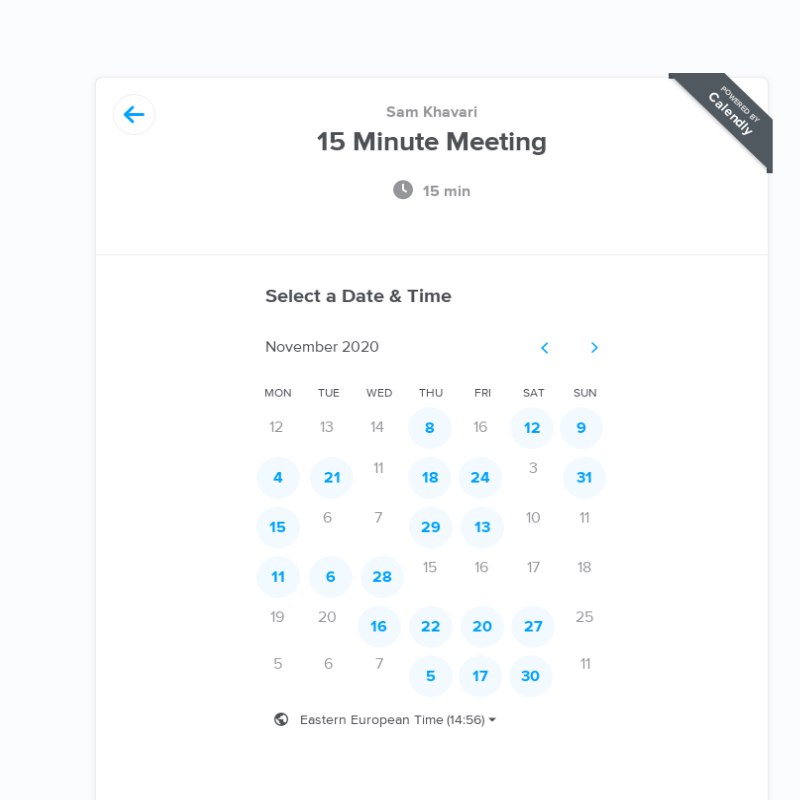 POWERED BY
Calendly
Sam Khavari
15 Minute Meeting
15 min
Select a Date & Time
November 2020
MON TUE WED THU FRI SAT SUN
12 13 14 8 16 12 9
4 21 11 18 24 3 31
15 6 7 29 13 10 11
11 6 28 15 16 17 18
19 20 16 22 20 27 25
5 6 7 5 17 30 11
Eastern European Time (14:56)